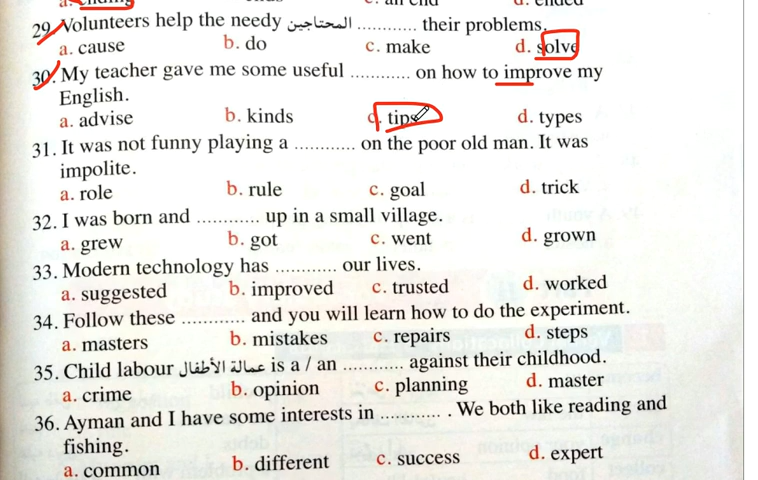 29. Volunteers help the needy المحتاجين ............ their problems.
a. cause b. do c. make d. solve
30. My teacher gave me some useful ............ on how to improve my
English.
a. advise b. kinds c. tips d. types
31. It was not funny playing a ............ on the poor old man. It was
impolite.
a. role b. rule c. goal d. trick
32. I was born and ............ up in a small village.
a. grew b. got c. went d. grown
33. Modern technology has ............ our lives.
a. suggested b. improved c. trusted d. worked
34. Follow these ............ and you will learn how to do the experiment.
a. masters b. mistakes c. repairs d. steps
35. Child labour عمالة الأطفال is a / an ............ against their childhood.
a. crime b. opinion c. planning d. master
36. Ayman and I have some interests in ............ . We both like reading and
fishing.
a. common b. different c. success d. expert